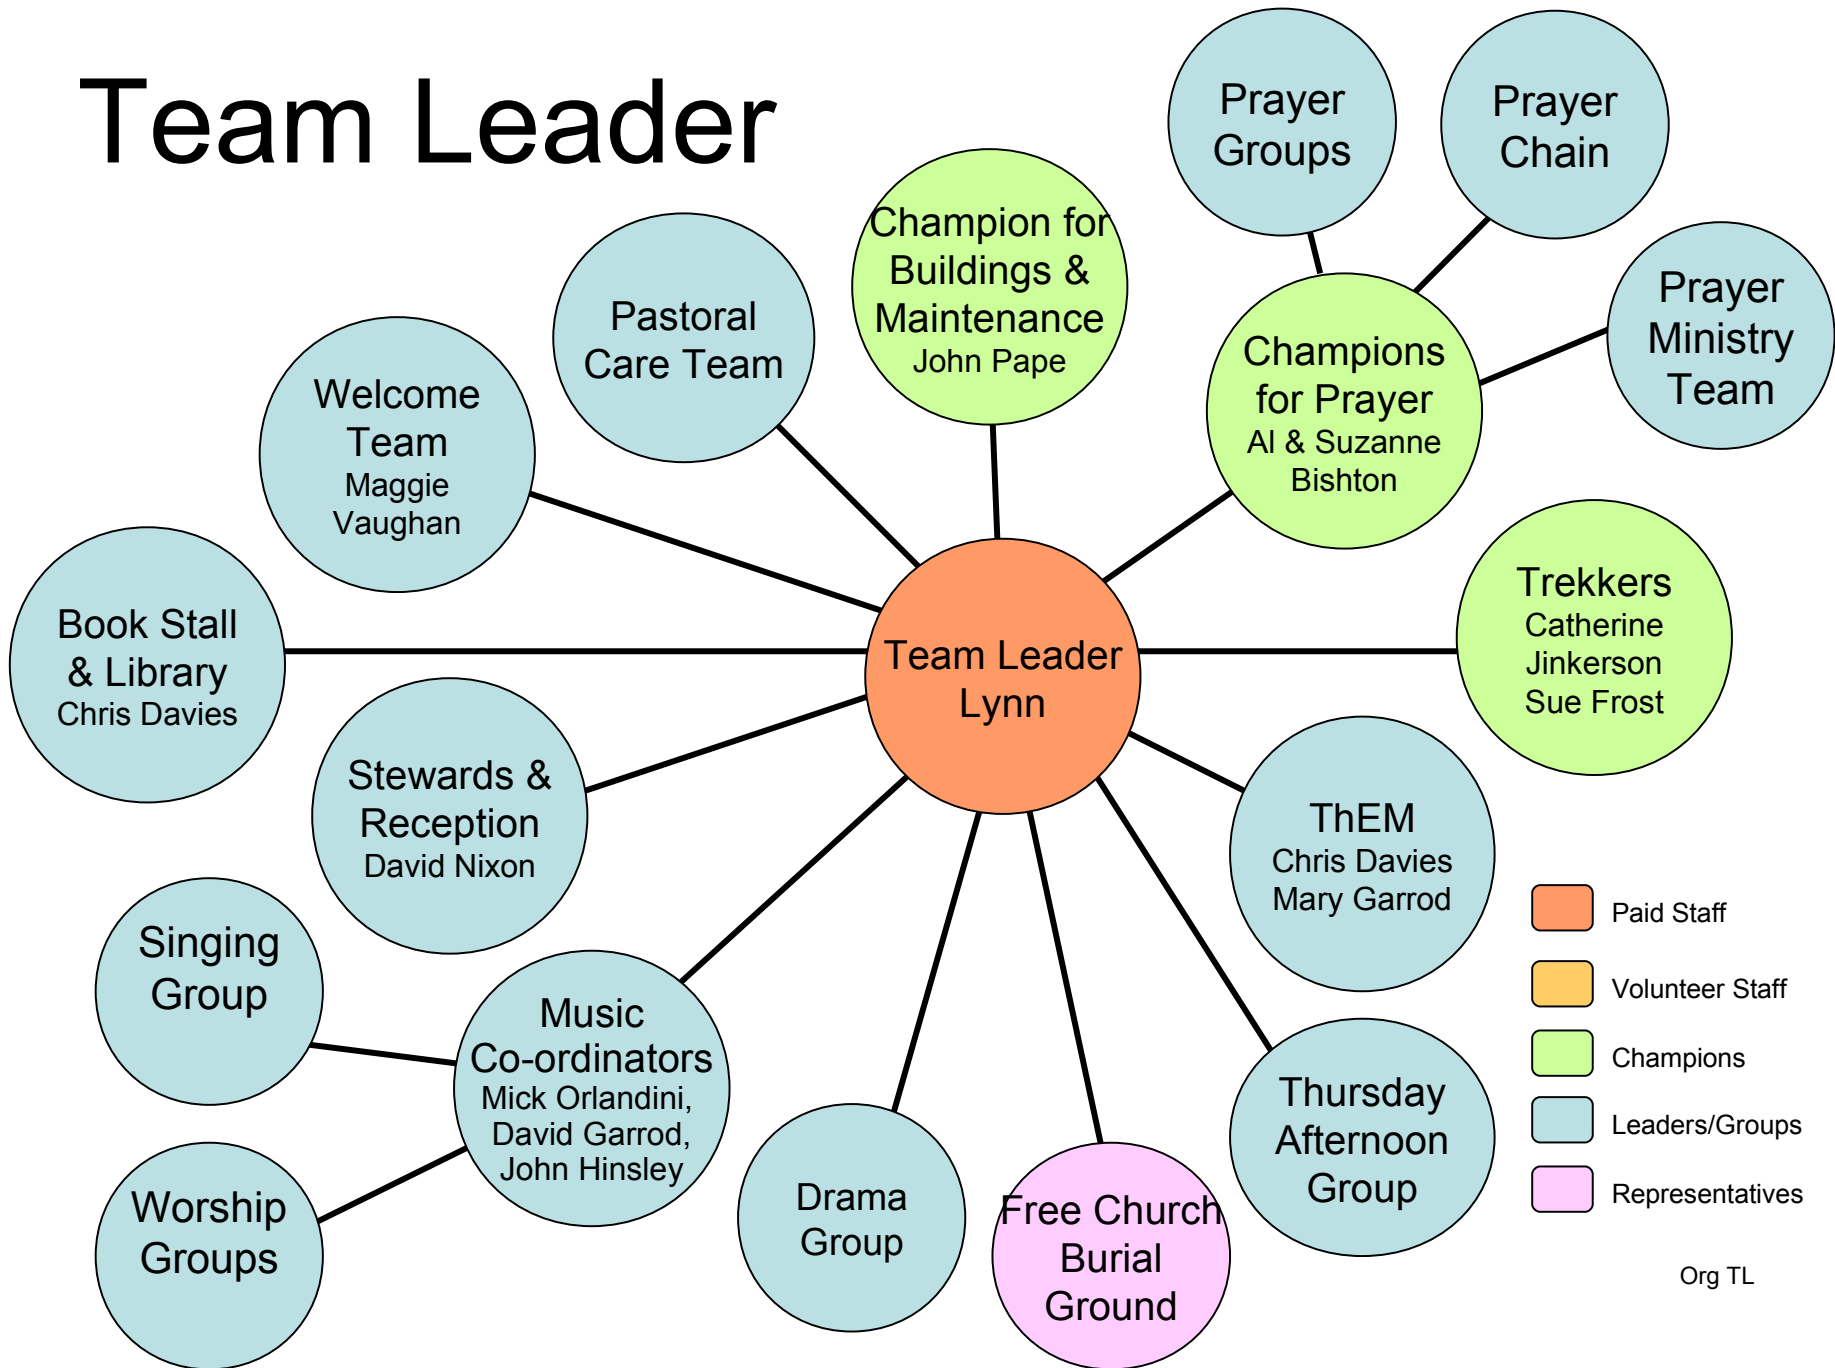 Team Leader
Prayer
Groups
Prayer
Chain
Prayer
Ministry
Team
Champion for
Buildings &
Maintenance
John Pape
Champions
for Prayer
Al & Suzanne
Bishton
Pastoral
Care Team
Welcome
Team
Maggie
Vaughan
Book Stall
& Library
Chris Davies
Team Leader
Lynn
Trekkers
Catherine
Jinkerson
Sue Frost
Stewards &
Reception
David Nixon
ThEM
Chris Davies
Mary Garrod
Singing
Group
Music
Co-ordinators
Mick Orlandini,
David Garrod,
John Hinsley
Worship
Groups
Drama
Group
Free Church
Burial
Ground
Thursday
Afternoon
Group
Paid Staff
Volunteer Staff
Champions
Leaders/Groups
Representatives
Org TL